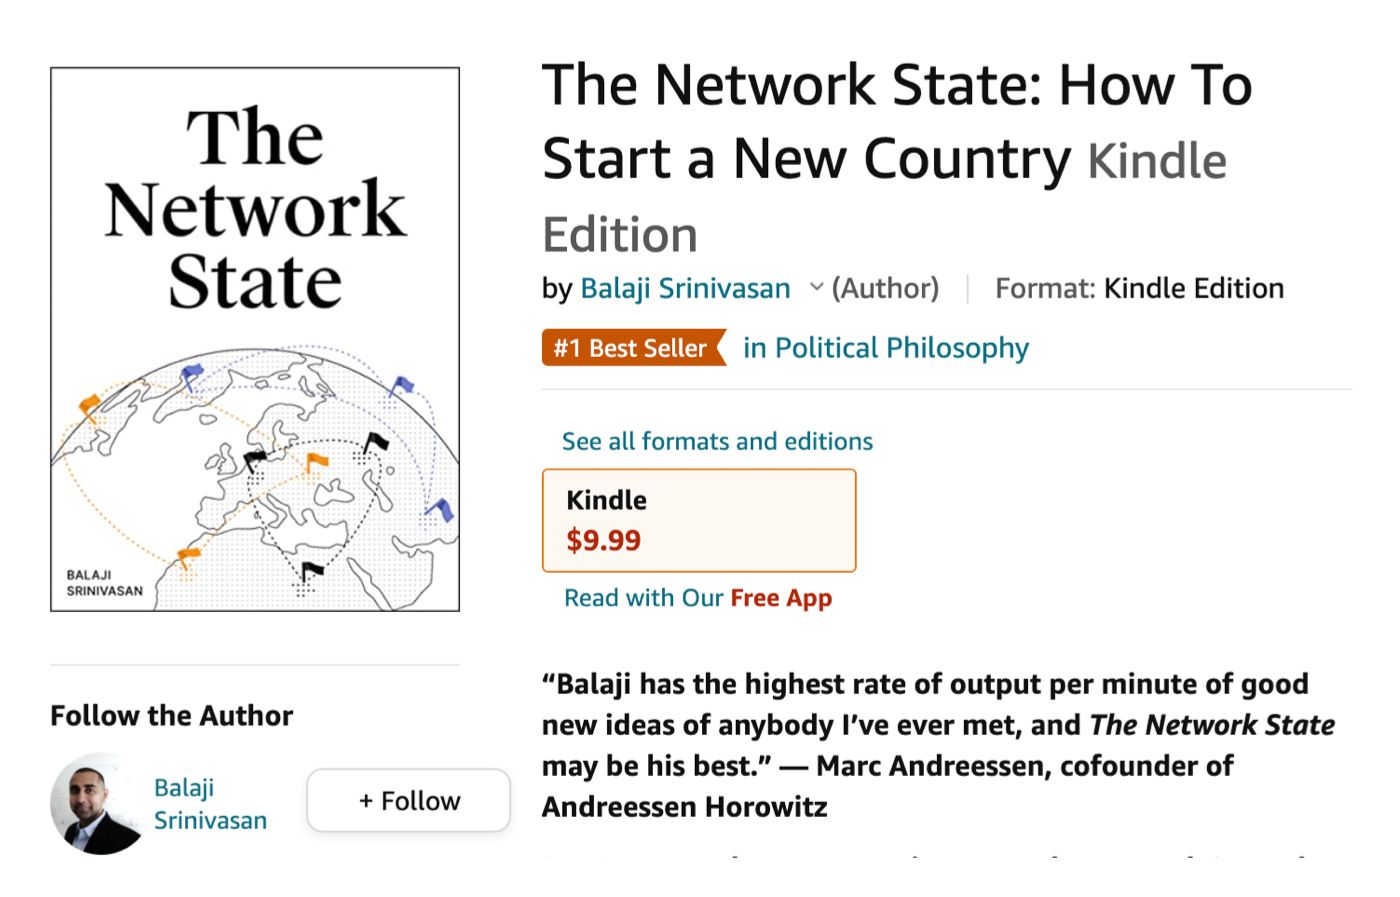 The
Network
State
BALAJI
SRINIVASAN
Follow the Author
Balaji
Srinivasan
+ Follow
The Network State: How To
Start a New Country Kindle
Edition
by Balaji Srinivasan (Author) Format: Kindle Edition
#1 Best Seller in Political Philosophy
See all formats and editions
Kindle
$9.99
Read with Our Free App
“Balaji has the highest rate of output per minute of good
new ideas of anybody I’ve ever met, and The Network State
may be his best.” — Marc Andreessen, cofounder of
Andreessen Horowitz